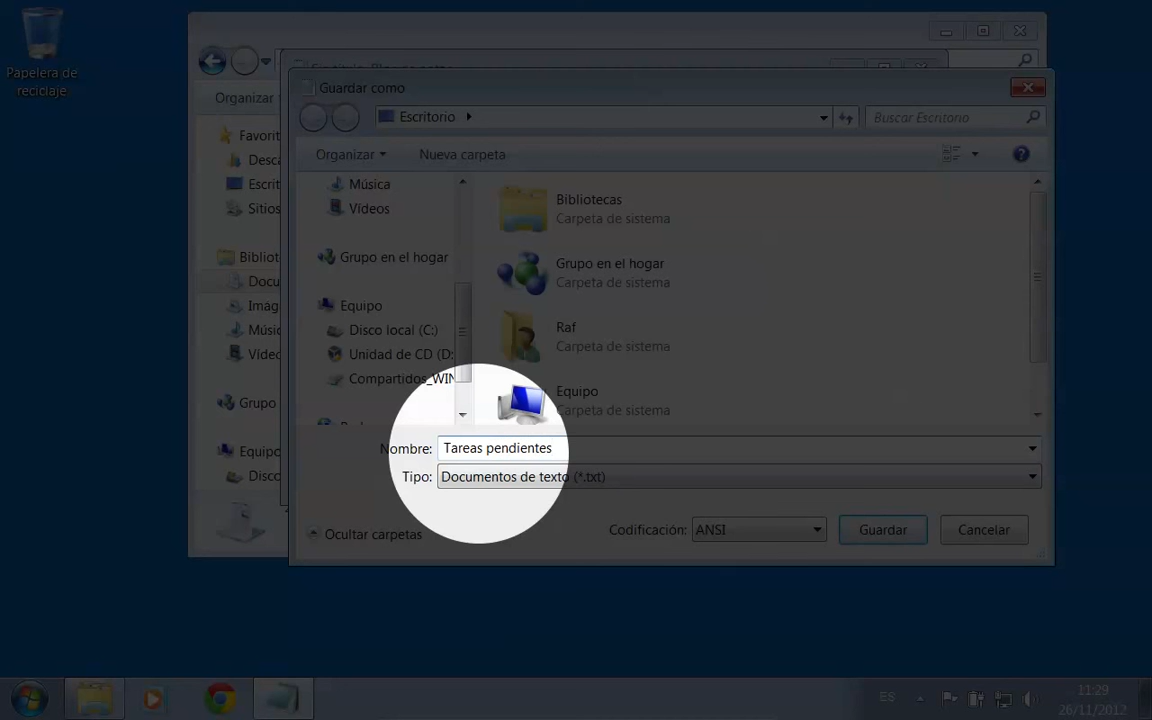 Papelera de
reciclaje
Organizar
Favorit
Desca
Escrit
Sitios
Bibliot
Docu
Imág
Músic
Vídec
Grupo
Equipo
Disco
Guardar como
Escritorio
Buscar Escritorio
Organizar
Nueva carpeta
Música
Vídeos
Grupo en el hogar
Equipo
Disco local (C:)
Unidad de CD (D:
Compartidos_WIN
Bibliotecas
Carpeta de sistema
Grupo en el hogar
Carpeta de sistema
Raf
Carpeta de sistema
Equipo
Carpeta de sistema
Nombre: Tareas pendientes
Tipo: Documentos de texto (*.txt)
Ocultar carpetas
Codificación: ANSI
Guardar
Cancelar
ES
11:29
26/11/2012